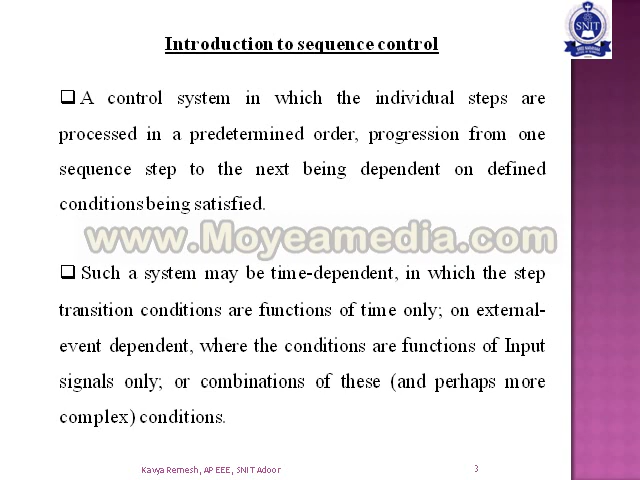 Introduction to sequence control
SNIT
A control system in which the individual steps are
processed in a predetermined order, progression from one
sequence step to the next being dependent on defined
conditions being satisfied.
www.Moyeamedia.com
Such a system may be time-dependent, in which the step
transition conditions are functions of time only; on external-
event dependent, where the conditions are functions of Input
signals only; or combinations of these (and perhaps more
complex) conditions.
Kavya Remesh, AP EEE, SNIT Adoor
3